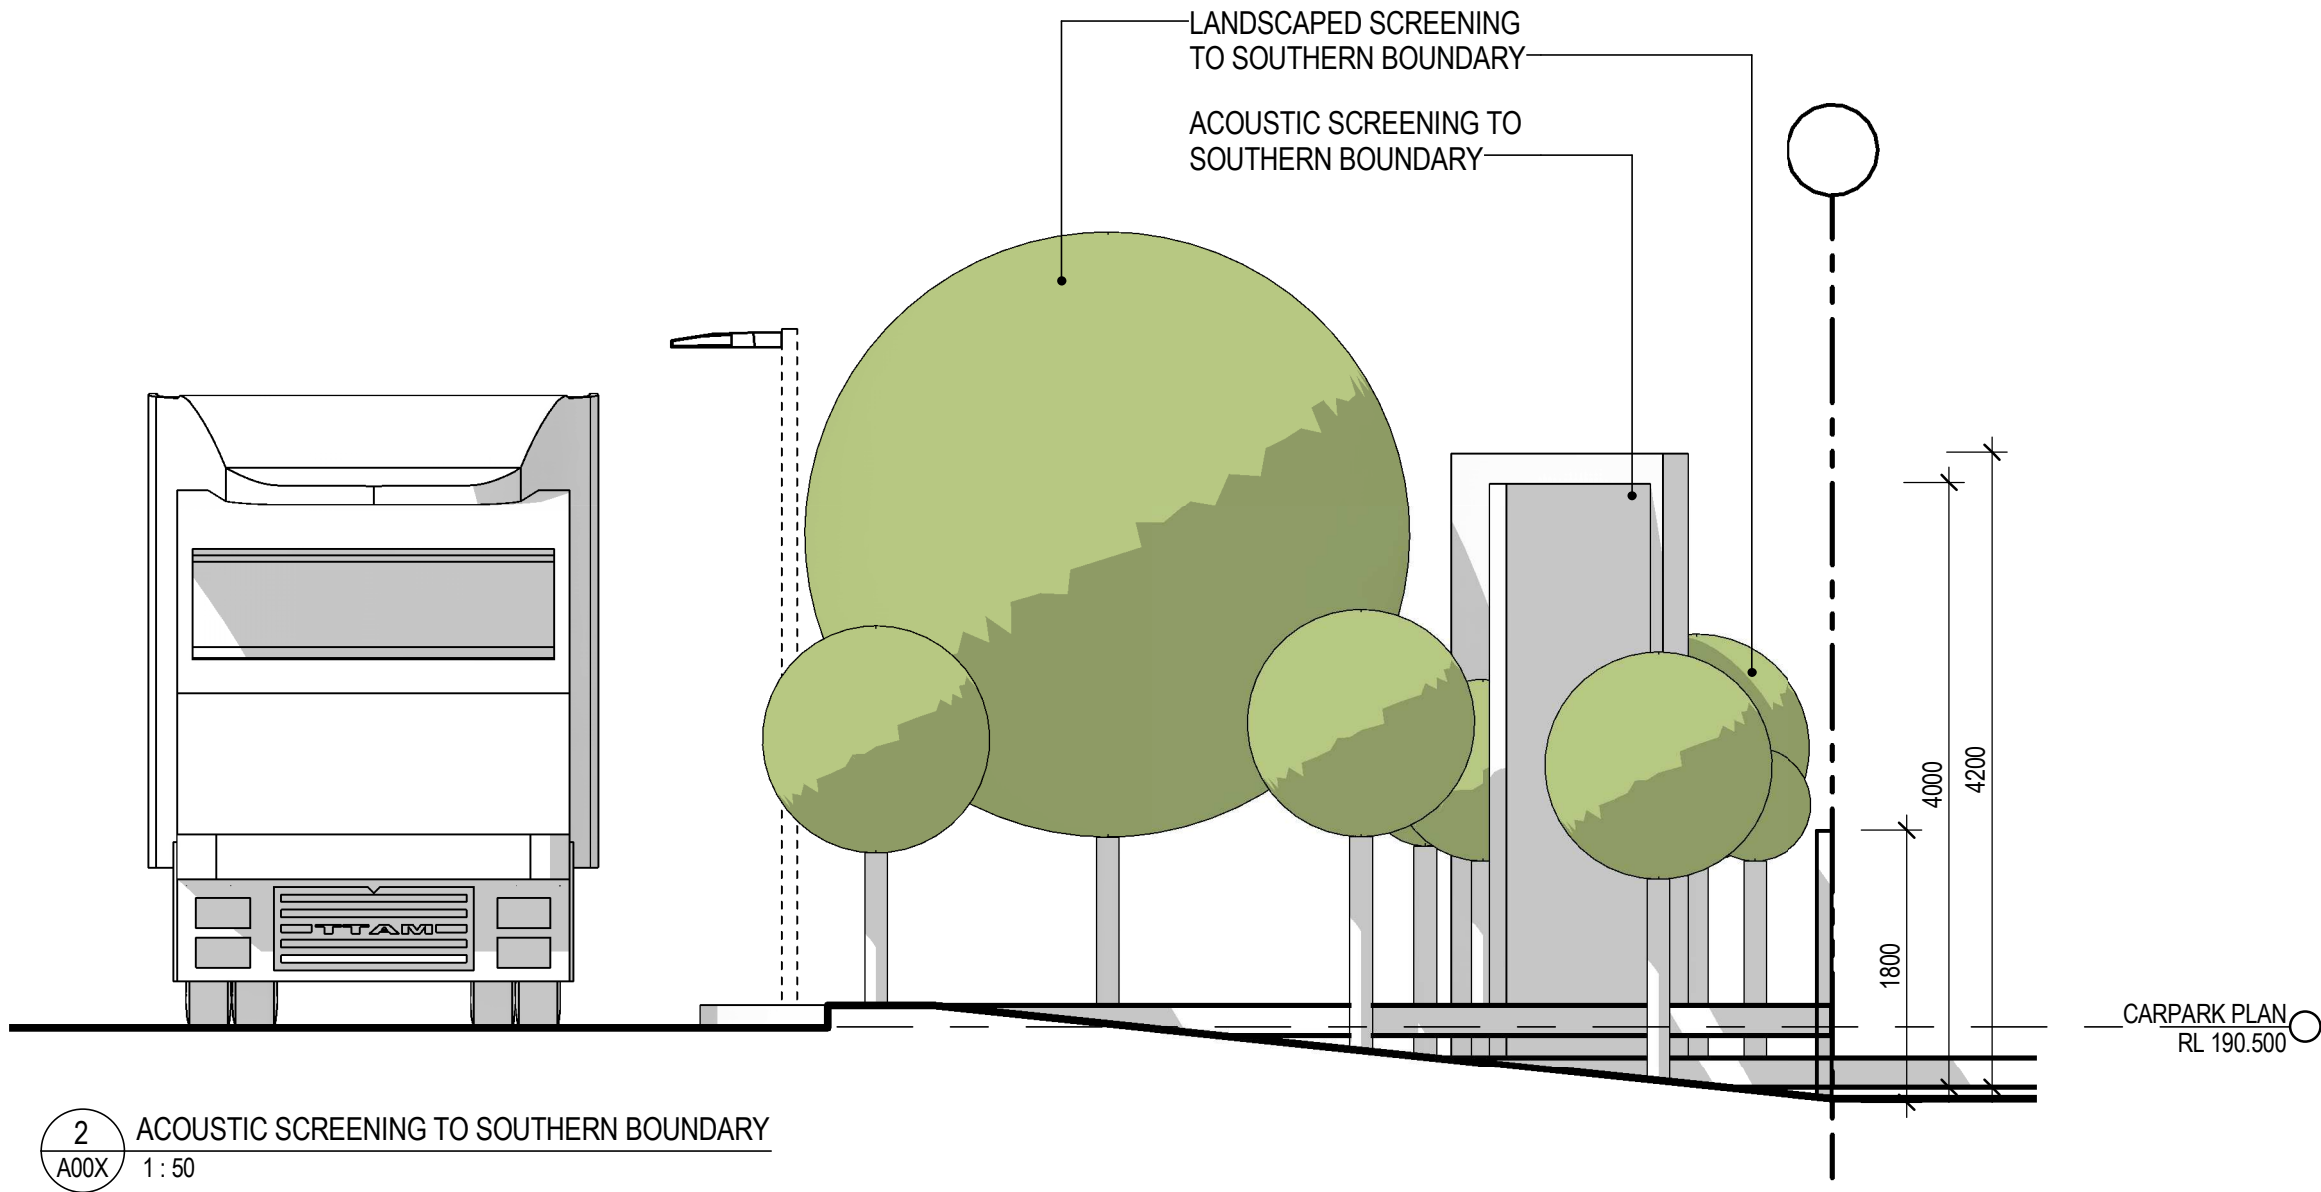 LANDSCAPED SCREENING
TO SOUTHERN BOUNDARY
ACOUSTIC SCREENING TO
SOUTHERN BOUNDARY
4000
4200
1800
TTAM
CARPARK PLAN
RL 190.500
2
A00X
ACOUSTIC SCREENING TO SOUTHERN BOUNDARY
1 : 50